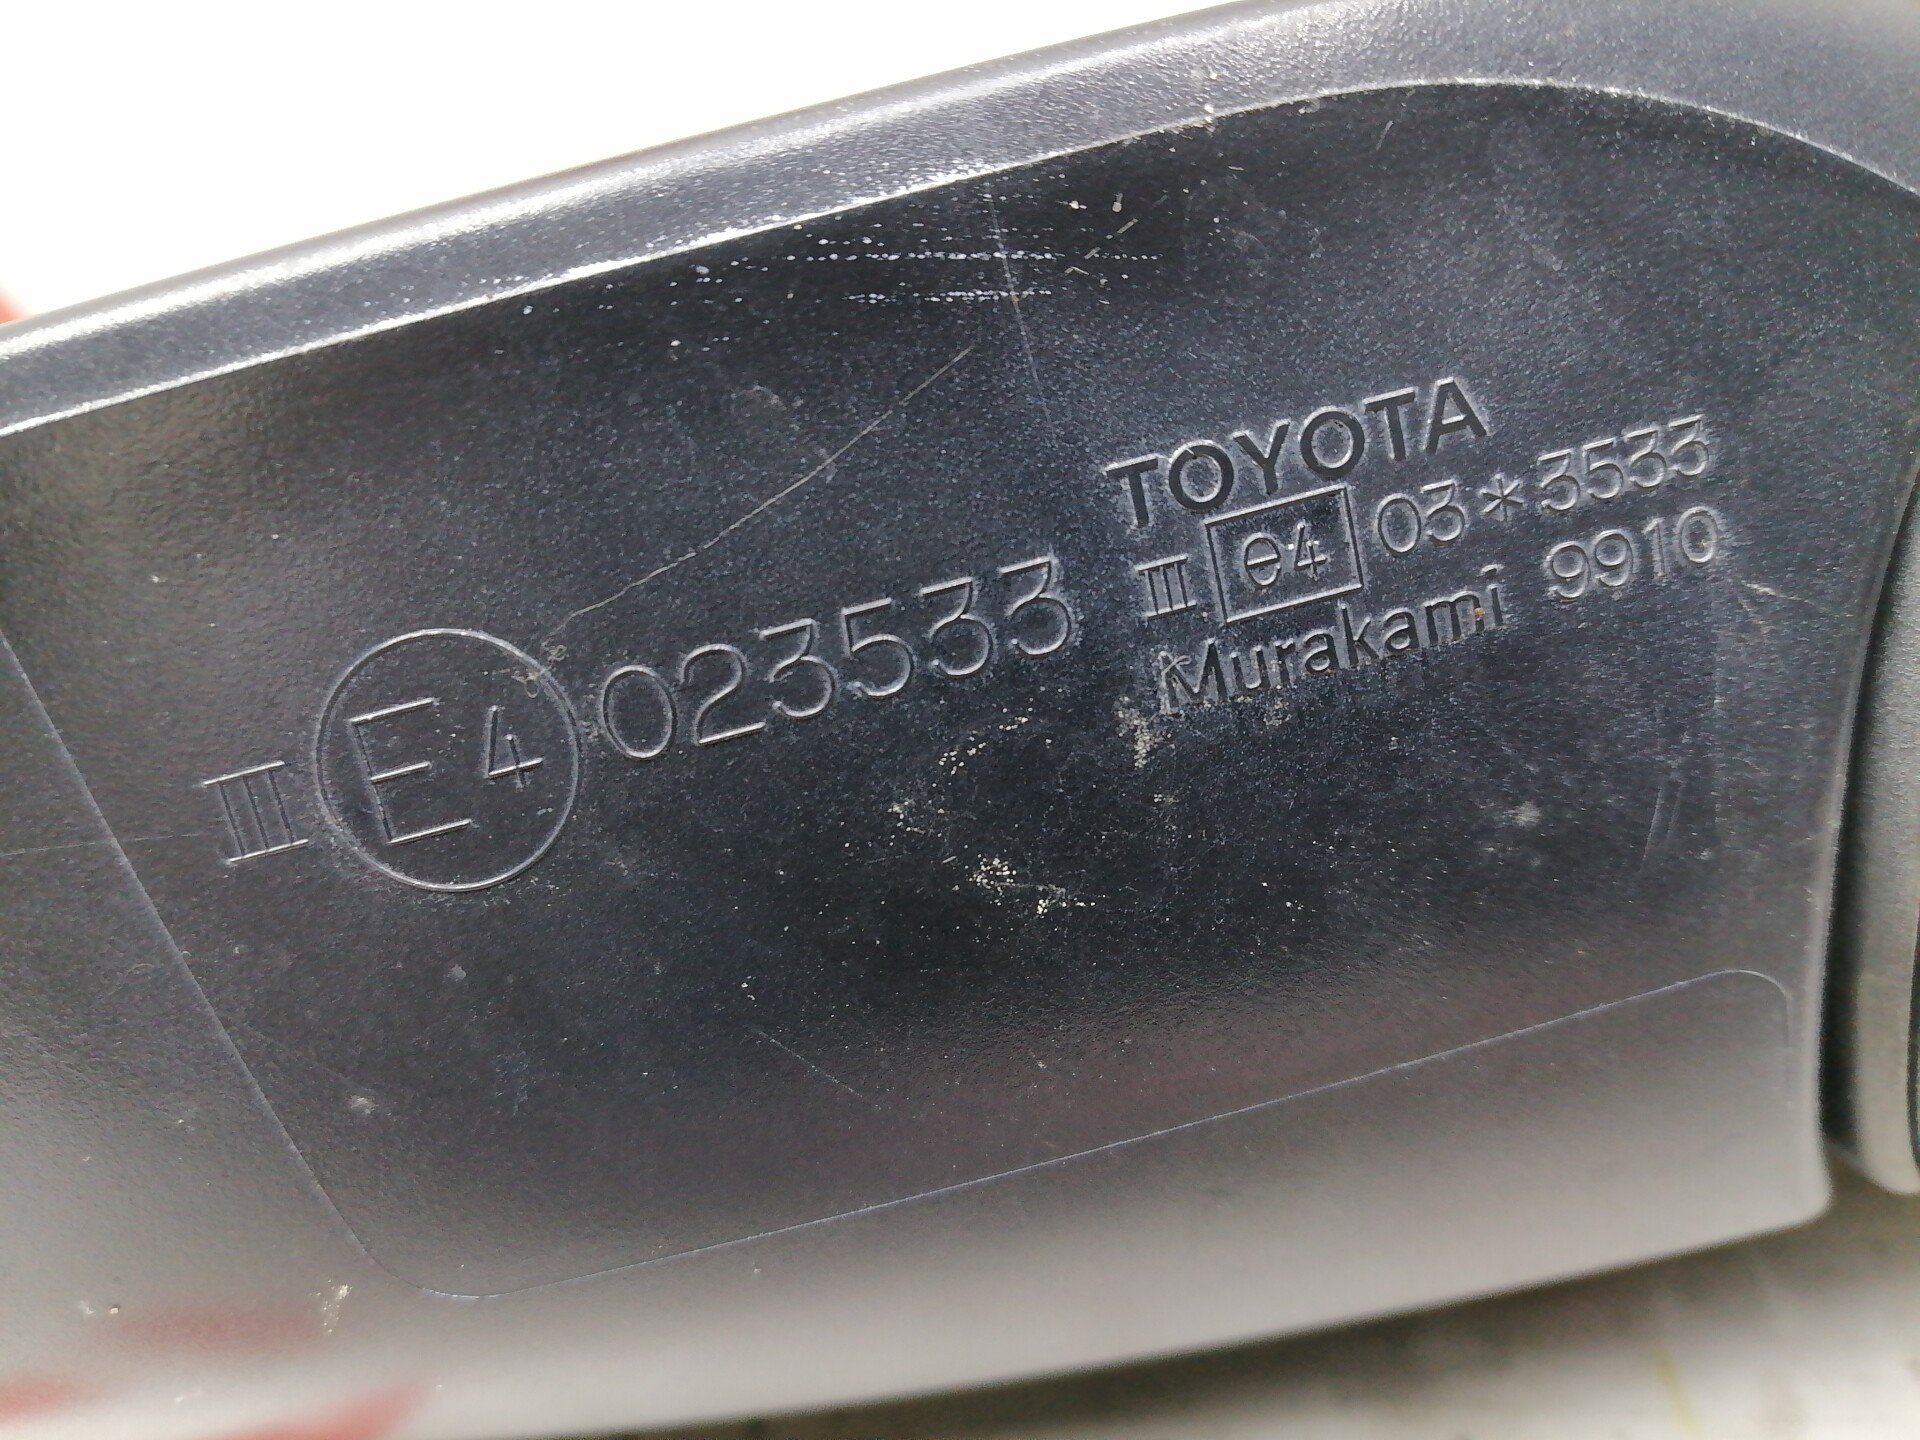 III E4 023533
TOYOTA
III e4 03*3533
Murakami 9910